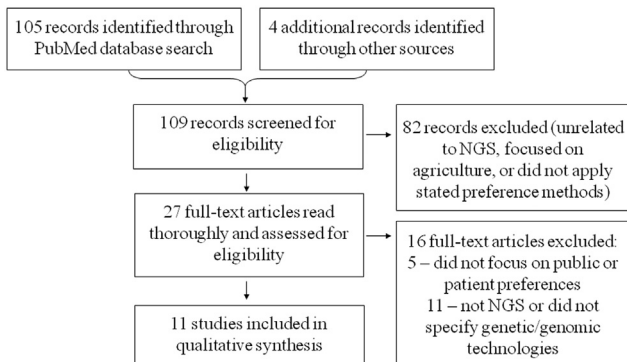 105 records identified through
PubMed database search
4 additional records identified
through other sources
109 records screened for
eligibility
82 records excluded (unrelated
to NGS, focused on
agriculture, or did not apply
stated preference methods)
27 full-text articles read
thoroughly and assessed for
eligibility
16 full-text articles excluded:
5 – did not focus on public or
patient preferences
11 – not NGS or did not
specify genetic/genomic
technologies
11 studies included in
qualitative synthesis